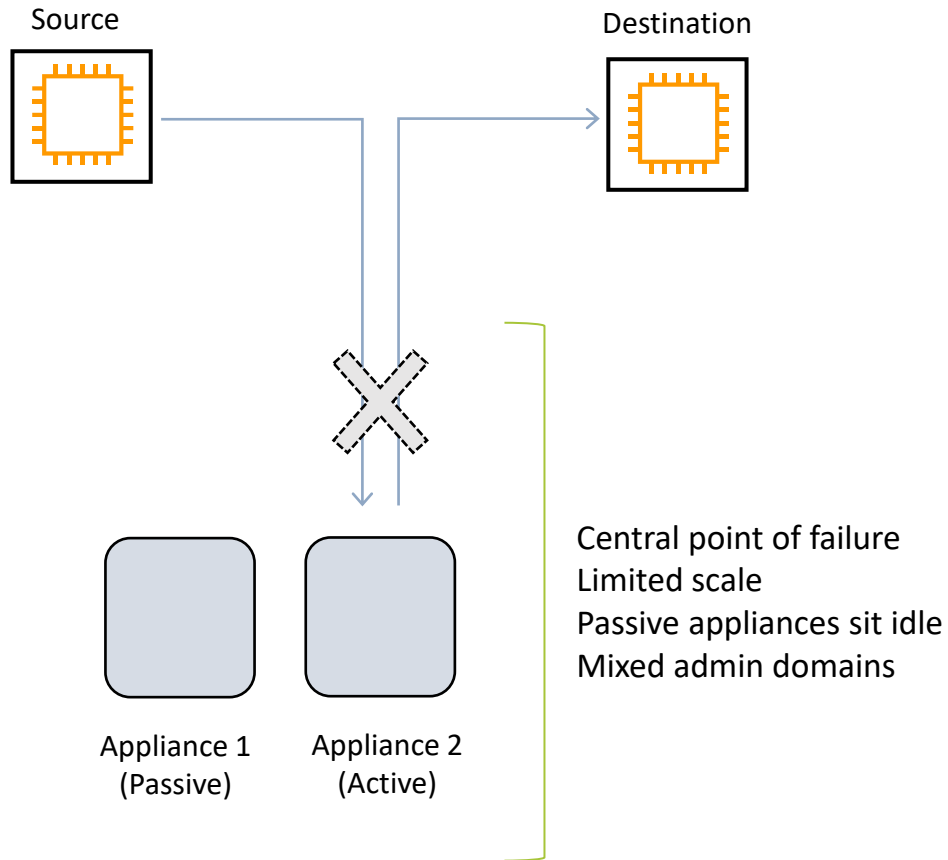 Source
Destination
Central point of failure
Limited scale
Passive appliances sit idle
Mixed admin domains
Appliance 1
(Passive)
Appliance 2
(Active)